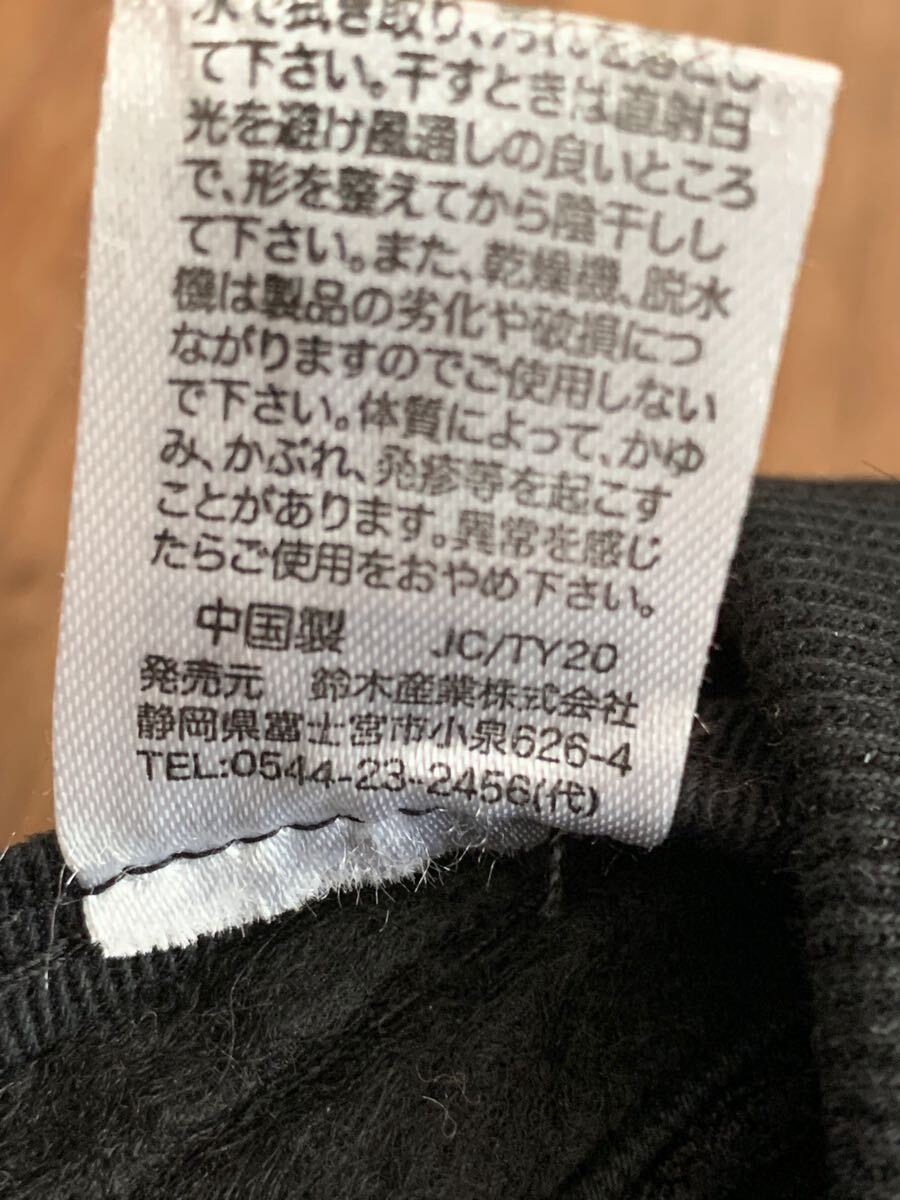 水で拭き取り、汚れを落とし
て下さい。干すときは直射日
光を避け風通しの良いところ
で、形を整えてから陰干しし
て下さい。また、乾燥機、脱水
機は製品の劣化や破損につ
ながりますのでご使用しない
で下さい。体質によって、かゆ
み、かぶれ、発疹等を起こす
ことがあります。異常を感じ
たらご使用をおやめ下さい。
中国製 JC/TY20
発売元 鈴木産業株式会社
静岡県富士宮市小泉626-4
TEL:0544-23-2456(代)